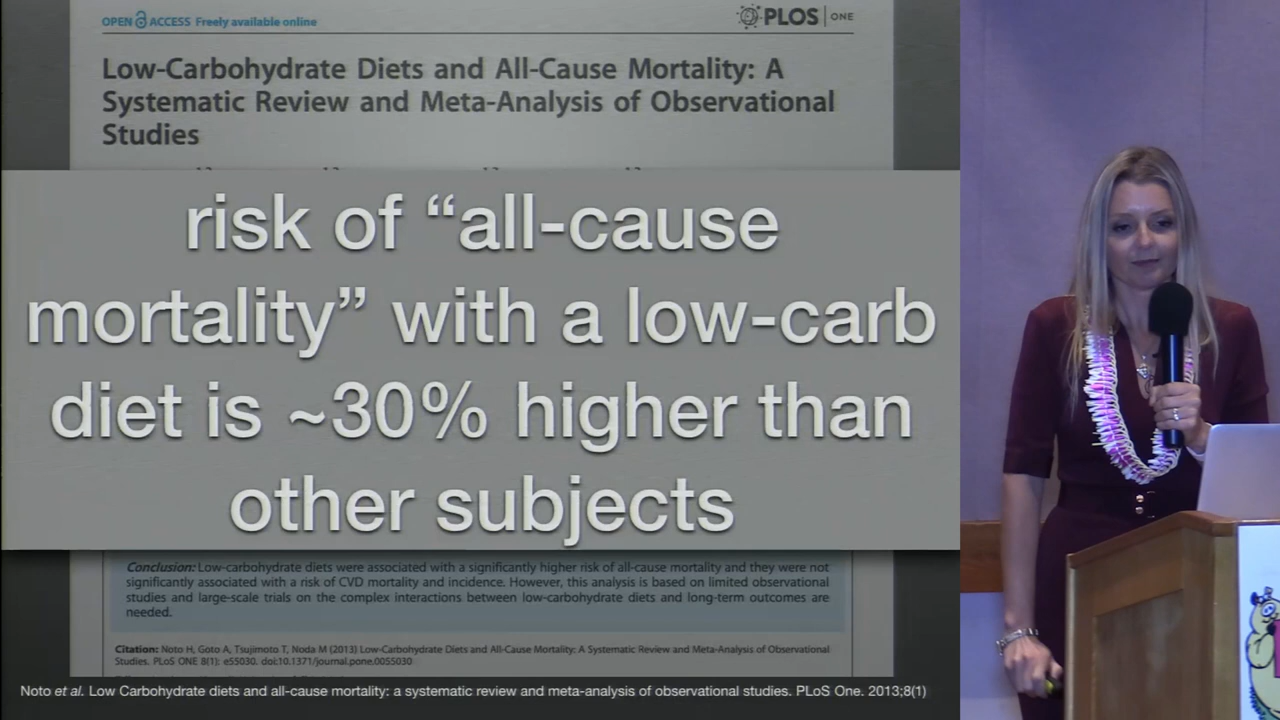 OPEN ACCESS Freely available online
PLOS ONE
Low-Carbohydrate Diets and All-Cause Mortality: A
Systematic Review and Meta-Analysis of Observational
Studies
risk of “all-cause
mortality” with a low-carb
diet is ~30% higher than
other subjects
Conclusion: Low-carbohydrate diets were associated with a significantly higher risk of all-cause mortality and they were not
significantly associated with a risk of CVD mortality and incidence. However, this analysis is based on limited observational
studies and large-scale trials on the complex interactions between low-carbohydrate diets and long-term outcomes are
needed.
Citation: Noto H, Goto A, Tsujimoto T, Noda M (2013) Low-Carbohydrate Diets and All-Cause Mortality: A Systematic Review and Meta-Analysis of Observational
Studies. PLoS ONE 8(1): e55030. doi:10.1371/journal.pone.0055030
Noto et al. Low Carbohydrate diets and all-cause mortality: a systematic review and meta-analysis of observational studies. PLoS One. 2013;8(1)